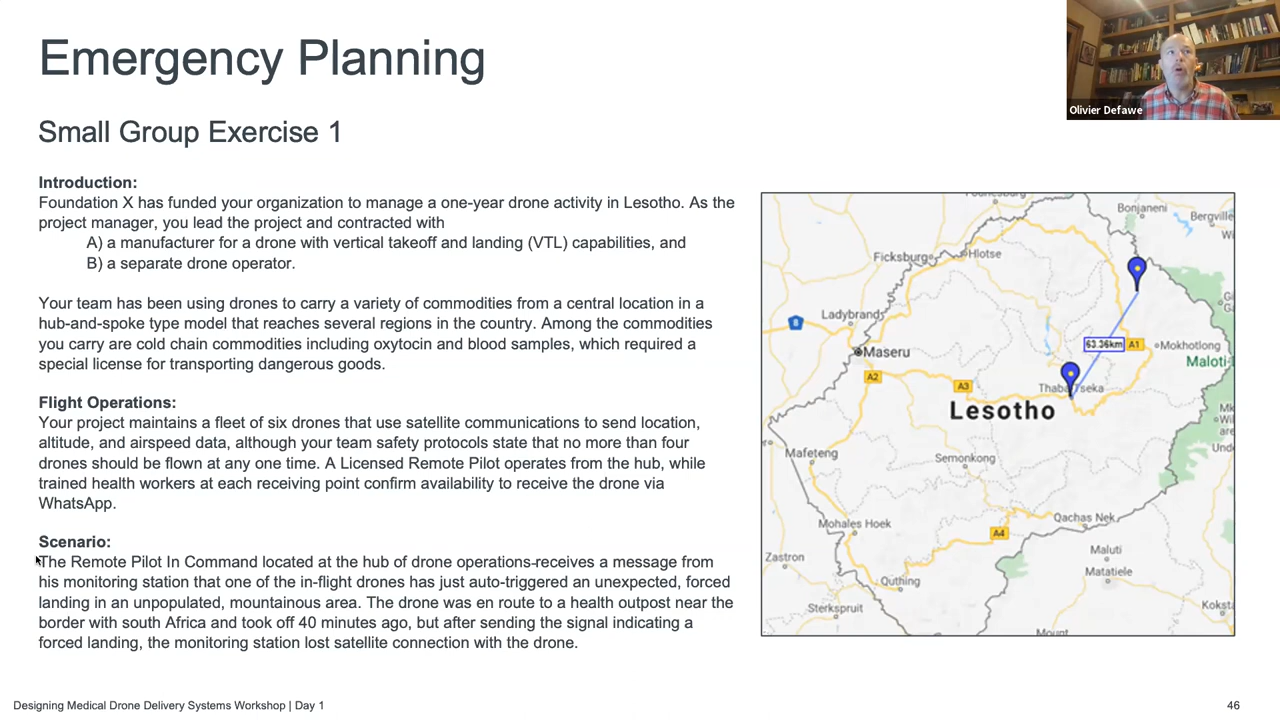 Emergency Planning
Olivier Defawe
Small Group Exercise 1
Introduction:
Foundation X has funded your organization to manage a one-year drone activity in Lesotho. As the
project manager, you lead the project and contracted with
A) a manufacturer for a drone with vertical takeoff and landing (VTL) capabilities, and
B) a separate drone operator.
Your team has been using drones to carry a variety of commodities from a central location in a
hub-and-spoke type model that reaches several regions in the country. Among the commodities
you carry are cold chain commodities including oxytocin and blood samples, which required a
special license for transporting dangerous goods.
Flight Operations:
Your project maintains a fleet of six drones that use satellite communications to send location,
altitude, and airspeed data, although your team safety protocols state that no more than four
drones should be flown at any one time. A Licensed Remote Pilot operates from the hub, while
trained health workers at each receiving point confirm availability to receive the drone via
WhatsApp.
Scenario:
The Remote Pilot In Command located at the hub of drone operations receives a message from
his monitoring station that one of the in-flight drones has just auto-triggered an unexpected, forced
landing in an unpopulated, mountainous area. The drone was en route to a health outpost near the
border with south Africa and took off 40 minutes ago, but after sending the signal indicating a
forced landing, the monitoring station lost satellite connection with the drone.
Bonjaneni
Bergville
Ficksburg
Hlotse
Ladybrand
8
Maseru
63.36km
A1
Mokhotlong
Maloti-
A2
A3
Lesotho
Mafeteng
Semonkong
Mohales Hoek
Qachas Nek
A4
Zastron
Maluti
Matatiele
Quthing
Sterkspruit
Kokst
Designing Medical Drone Delivery Systems Workshop | Day 1
46